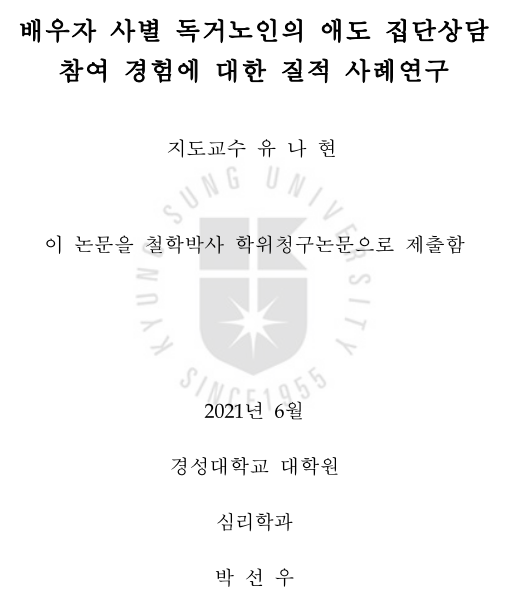 배우자 사별 독거노인의 애도 집단상담
참여 경험에 대한 질적 사례연구
지도교수 유 나 현
KYUNG SUNG UNIVERSITY
이 논문을 철학박사 학위청구논문으로 제출함
SINCE1955
2021년 6월
경성대학교 대학원
심리학과
박 선 우